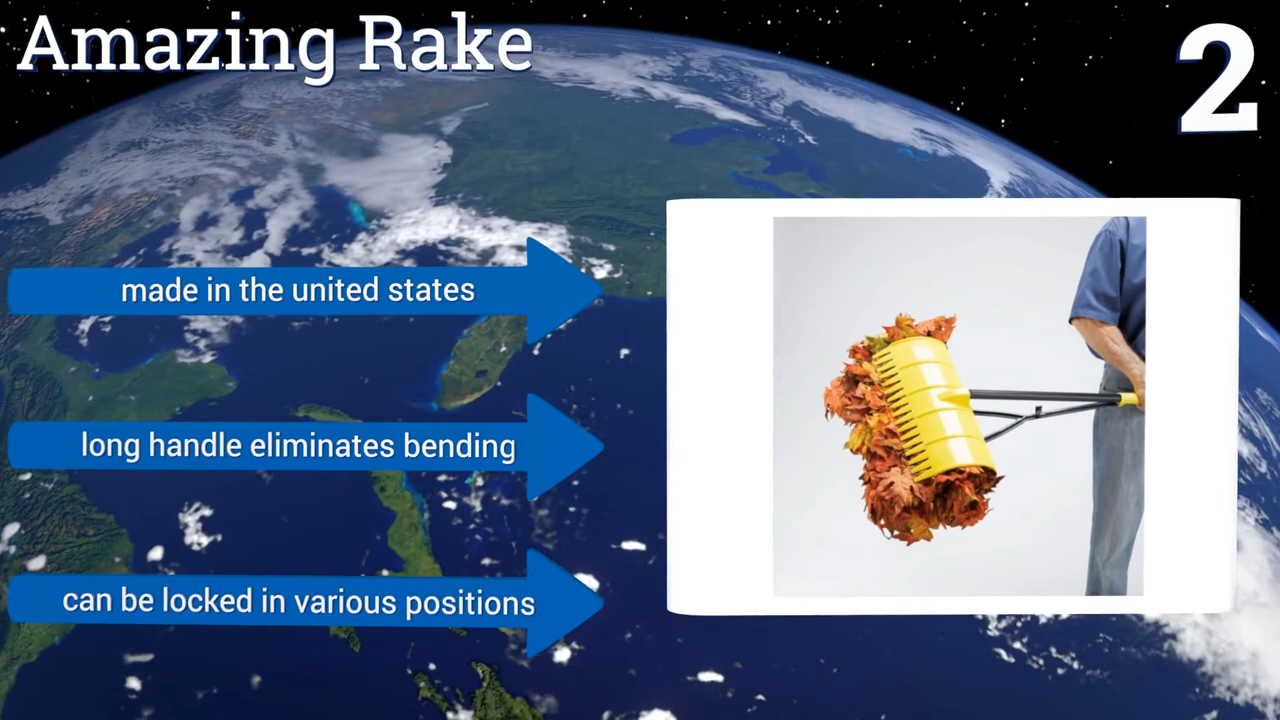 Amazing Rake
2
made in the united states
long handle eliminates bending
can be locked in various positions